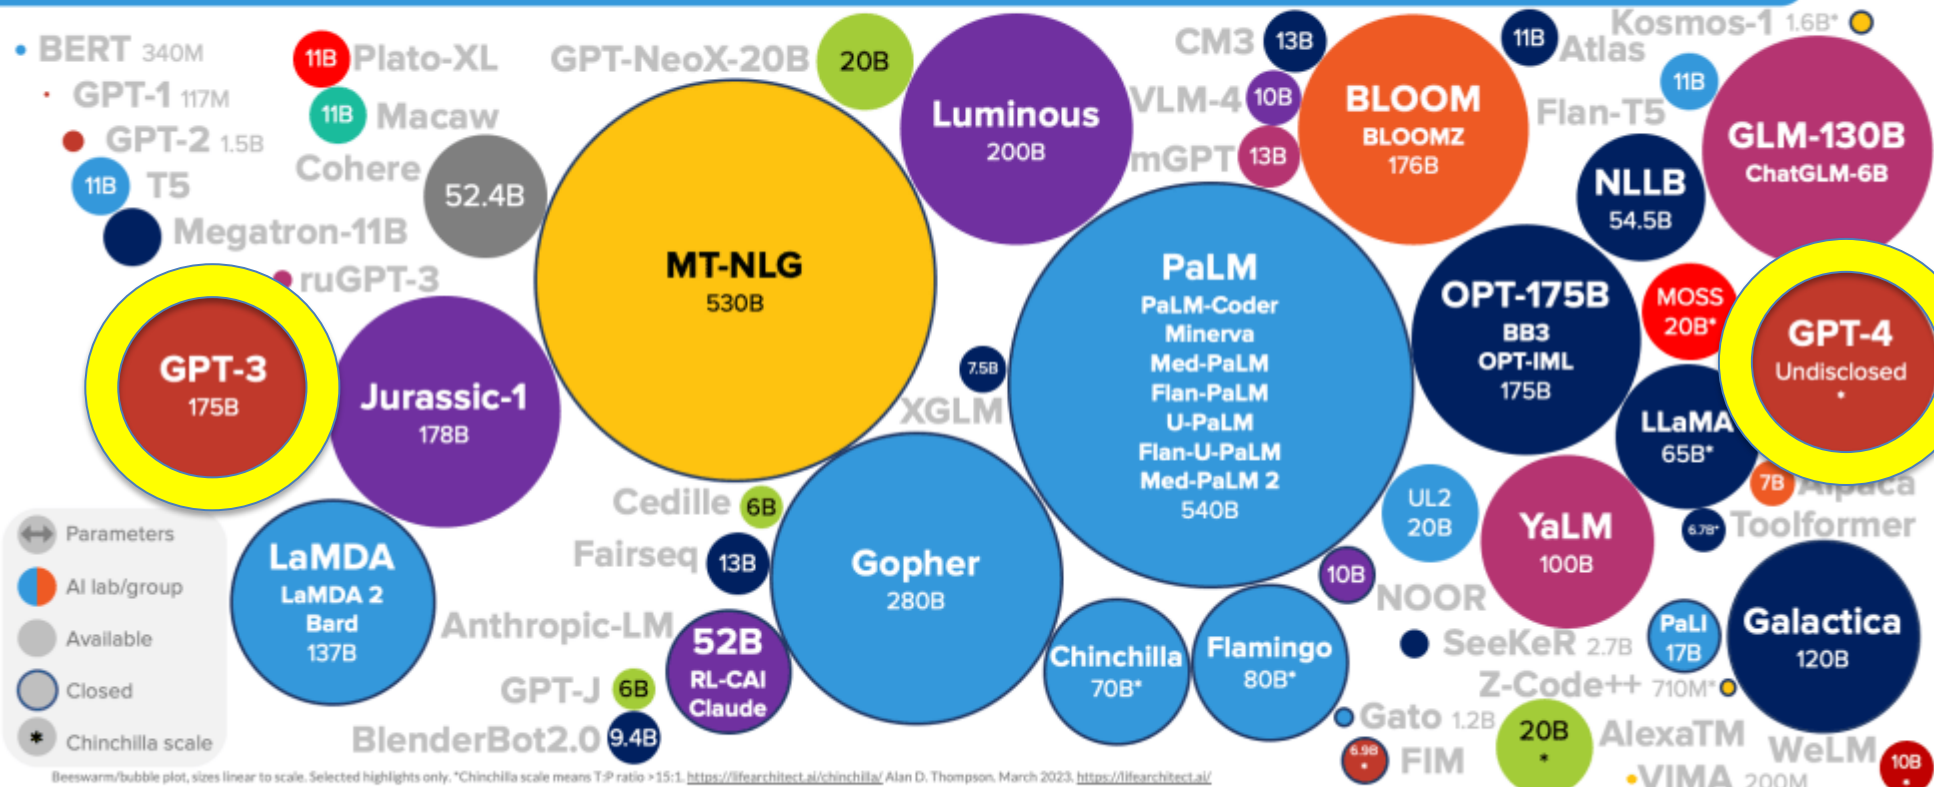 BERT 340M
GPT-1 117M
GPT-2 1.5B
11B T5
Megatron-11B
ruGPT-3
11B Plato-XL
11B Macaw
Cohere
52.4B
GPT-NeoX-20B 20B
MT-NLG
530B
Luminous
200B
CM3 13B
VLM-4 10B
mGPT 13B
BLOOM
BLOOMZ
176B
11B Atlas
Kosmos-1 1.6B*
11B
Flan-T5
GLM-130B
ChatGLM-6B
NLLB
54.5B
GPT-3
175B
Jurassic-1
178B
7.5B
XGLM
PaLM
PaLM-Coder
Minerva
Med-PaLM
Flan-PaLM
U-PaLM
Flan-U-PaLM
Med-PaLM 2
540B
OPT-175B
BB3
OPT-IML
175B
MOSS
20B*
GPT-4
Undisclosed
*
LLaMA
65B*
7B Alpaca
6.7B* Toolformer
UL2
20B
YaLM
100B
Cedille 6B
Fairseq 13B
Gopher
280B
LaMDA
LaMDA 2
Bard
137B
Anthropic-LM
52B
RL-CAI
Claude
GPT-J 6B
BlenderBot2.0 9.4B
Chinchilla
70B*
Flamingo
80B*
10B
NOOR
SeeKeR 2.7B
PaLI
17B
Galactica
120B
Z-Code++ 710M*
Gato 1.2B
6.9B
*
FIM
20B
*
AlexaTM
WeLM
10B
*
VIMA 200M
Parameters
AI lab/group
Available
Closed
* Chinchilla scale
Beeswarm/bubble plot, sizes linear to scale. Selected highlights only. *Chinchilla scale means T:P ratio >15:1. https://lifearchitect.ai/chinchilla/ Alan D. Thompson. March 2023. https://lifearchitect.ai/